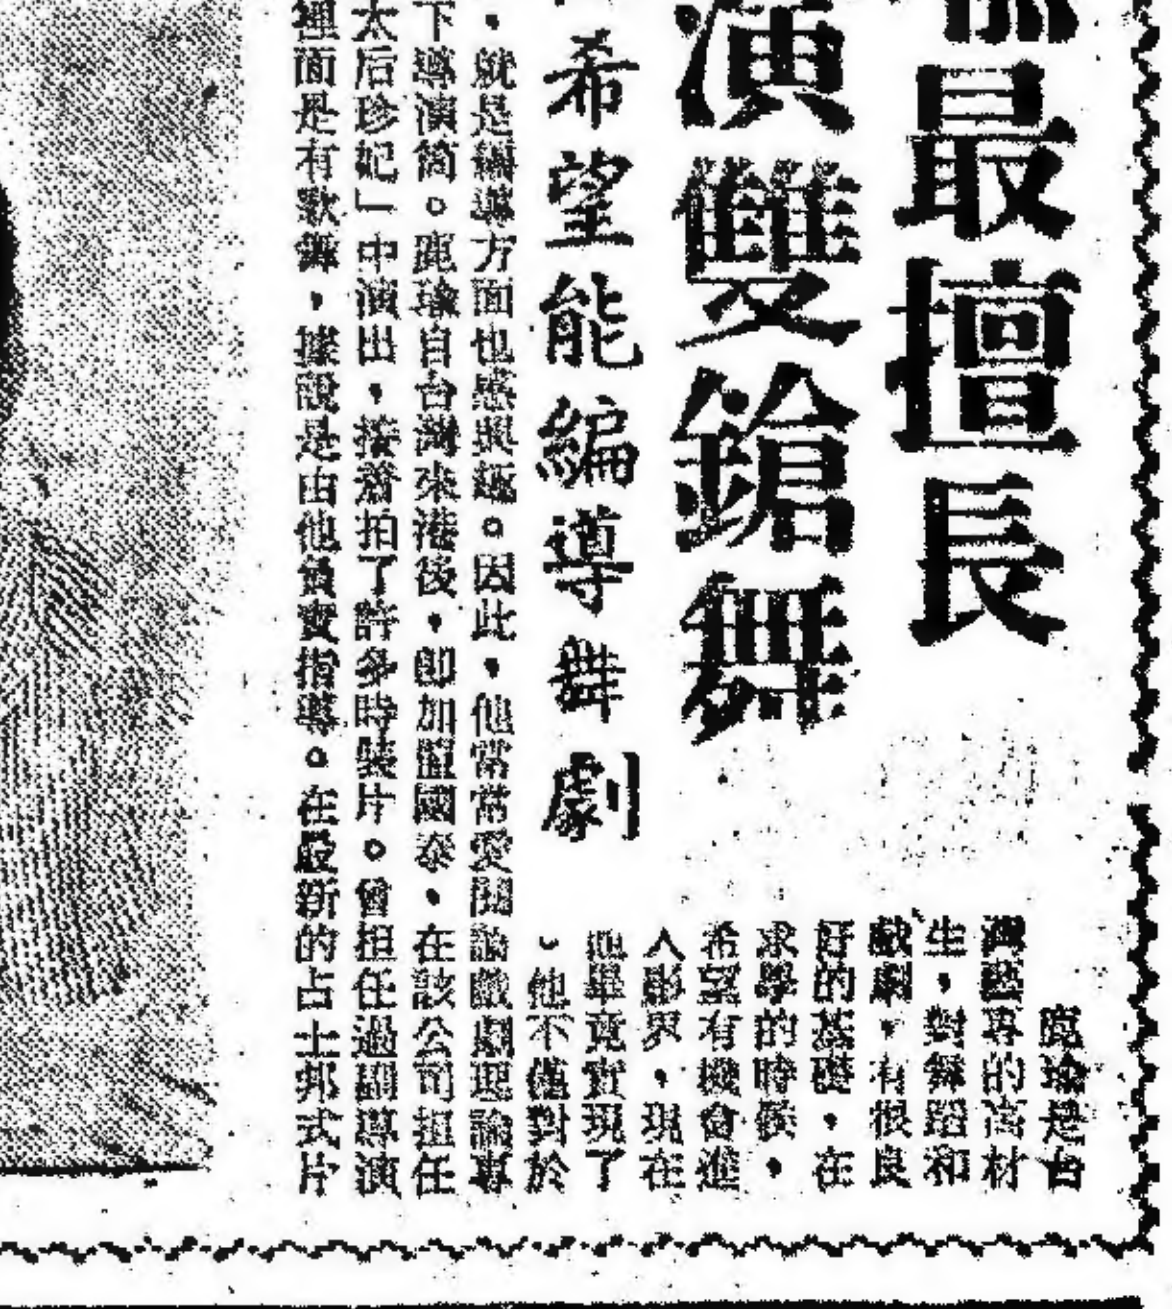 最擅長
演雙鎗舞
希望能編導舞劇
鹿瑜是台
灣藝專的高材
生，對舞蹈和
戲劇，有很良
好的基礎，在
求學的時候，
希望有機會進
入影界，現在
他畢竟實現了
。他不僅對於
，就是編導方面也感興趣。因此，他常常愛閱論戲劇理論專
下導演简。鹿瑜自台灣來港後，卽加盟國泰，在該公司担任
太后珍妃」中演出，接着拍了許多時裝片。曾担任過副導演
裡面是有歌舞，據說是由他負責指導。在最新的占士邦式片